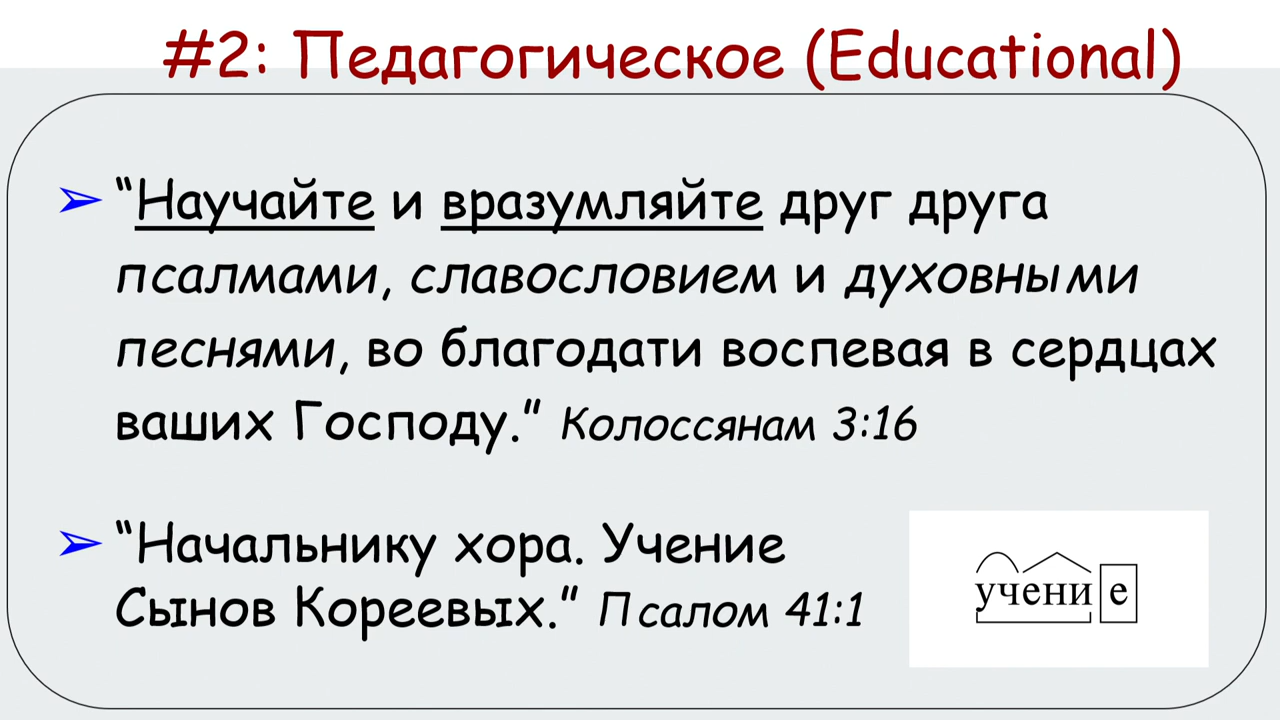 #2: Педагогическое (Educational)
➢ “Научайте и вразумляйте друг друга
псалмами, славословием и духовными
песнями, во благодати воспевая в сердцах
ваших Господу.” Колоссянам 3:16
➢ “Начальнику хора. Учение
Сынов Кореевых.” Псалом 41:1
учение